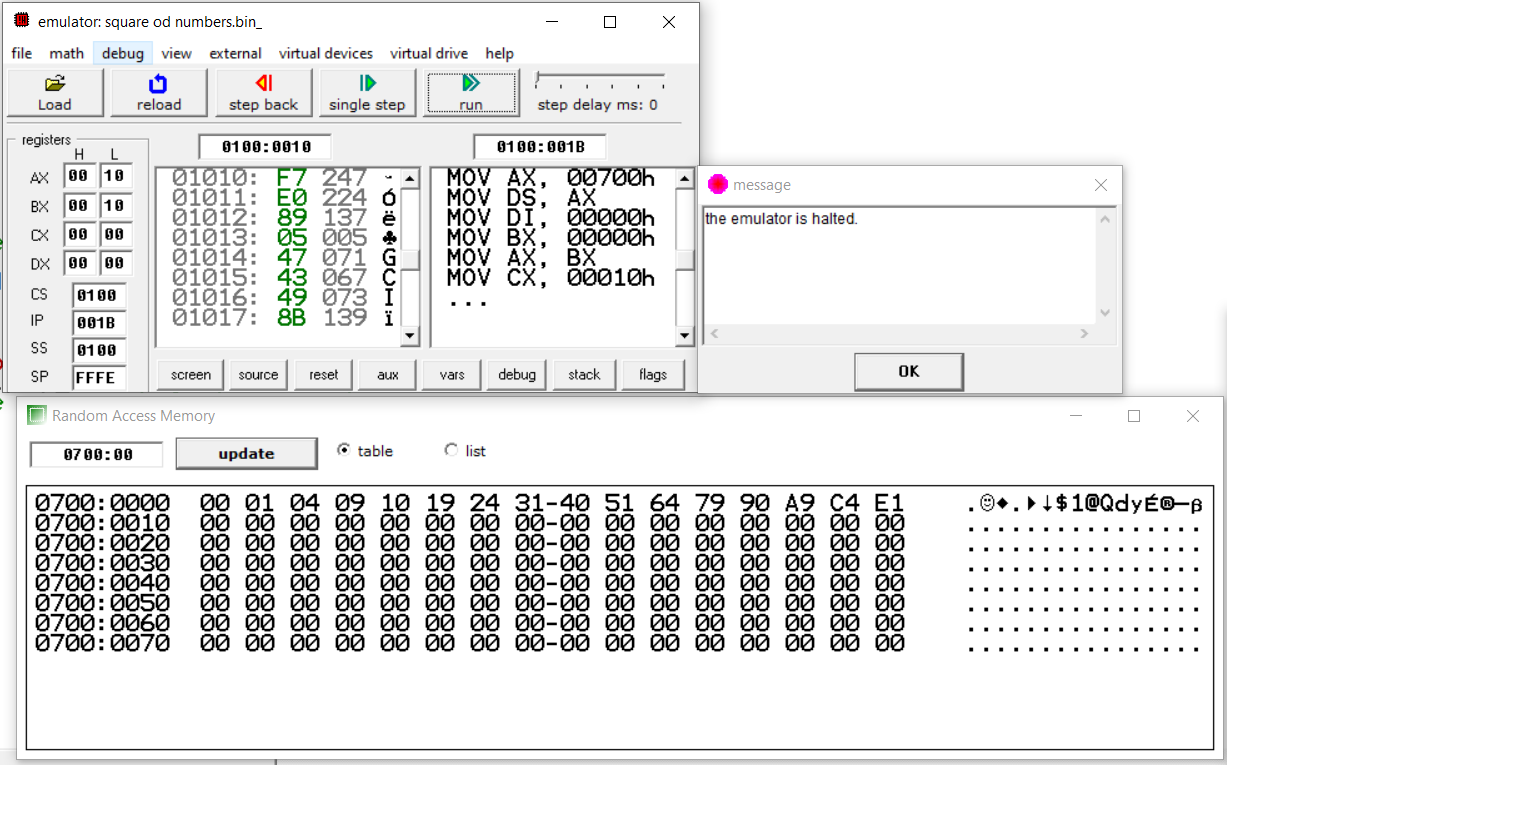 emulator: square od numbers.bin_
file math debug view external virtual devices virtual drive help
Load reload step back single step run step delay ms: 0
registers
H L
AX 00 10
BX 00 10
CX 00 00
DX 00 00
CS 0100
IP 001B
SS 0100
SP FFFE
0100:0010
01010: F7 247
01011: E0 224 Ó
01012: 89 137 ë
01013: 05 005 ♣
01014: 47 071 G
01015: 43 067 C
01016: 49 073 I
01017: 8B 139 ï
0100:001B
MOV AX, 00700h
MOV DS, AX
MOV DI, 00000h
MOV BX, 00000h
MOV AX, BX
MOV CX, 00010h
...
screen source reset aux vars debug stack flags
message
the emulator is halted.
OK
Random Access Memory
0700:00 update table list
0700:0000 00 01 04 09 10 19 24 31-40 51 64 79 90 A9 C4 E1 .☺♦.►↓$1@QdyÉ®─β
0700:0010 00 00 00 00 00 00 00 00-00 00 00 00 00 00 00 00 ................
0700:0020 00 00 00 00 00 00 00 00-00 00 00 00 00 00 00 00 ................
0700:0030 00 00 00 00 00 00 00 00-00 00 00 00 00 00 00 00 ................
0700:0040 00 00 00 00 00 00 00 00-00 00 00 00 00 00 00 00 ................
0700:0050 00 00 00 00 00 00 00 00-00 00 00 00 00 00 00 00 ................
0700:0060 00 00 00 00 00 00 00 00-00 00 00 00 00 00 00 00 ................
0700:0070 00 00 00 00 00 00 00 00-00 00 00 00 00 00 00 00 ................